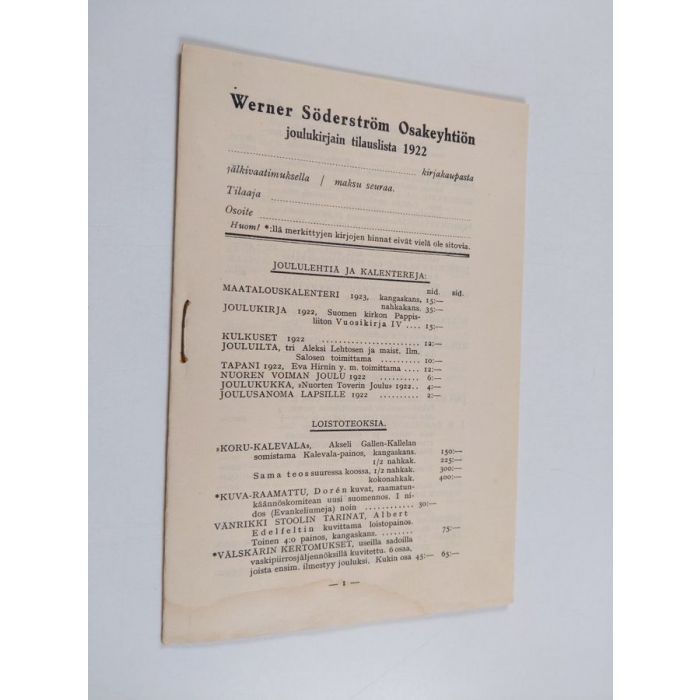 Werner Söderström Osakeyhtiön
joulukirjain tilauslista 1922
kirjakaupasta
jälkivaatimuksella / maksu seuraa.
Tilaaja
Osoite
Huom! *:llä merkittyjen kirjojen hinnat eivät vielä ole sitovia.
JOULULEHTIÄ JA KALENTEREJA:
nid. sid.
MAATALOUSKALENTERI 1923, kangaskans. 15:—
nahkakans. 35:—
JOULUKIRJA 1922, Suomen kirkon Pappis-
liiton Vuosikirja IV .... 15:—
KULKUSET 1922 .................... 12:—
JOULUILTA, tri Aleksi Lehtosen ja maist. Ilm.
Salosen toimittama .......... 10:—
TAPANI 1922, Eva Hirnin y. m. toimittama .... 12:—
NUOREN VOIMAN JOULU 1922 .......... 6:—
JOULUKUKKA, »Nuorten Toverin Joulu» 1922.. 4:—
JOULUSANOMA LAPSILLE 1922 .......... 2:—
LOISTOTEOKSIA.
»KORU-KALEVALA», Akseli Gallen-Kallelan
somistama Kalevala-painos, kangaskans. 150:—
1/2 nahkak. 225:—
Sama teos suuressa koossa, 1/2 nahkak. 300:—
kokonahkak. 400:—
*KUVA-RAAMATTU, Dorén kuvat, raamatun-
käännöskomitean uusi suomennos. I ni-
dos (Evankeliumeja) noin ............ 30:—
VÄNRIKKI STOOLIN TARINAT, Albert
Edelfeltin kuvittama loistopainos.
Toinen 4:o painos, kangaskans. ........ 75:—
*VÄLSKÄRIN KERTOMUKSET, useilla sadoilla
vaskipiirrosjäljennöksillä kuvitettu. 6 osaa,
joista ensim. ilmestyy jouluksi. Kukin osa 45:— 65:—
— 1 —